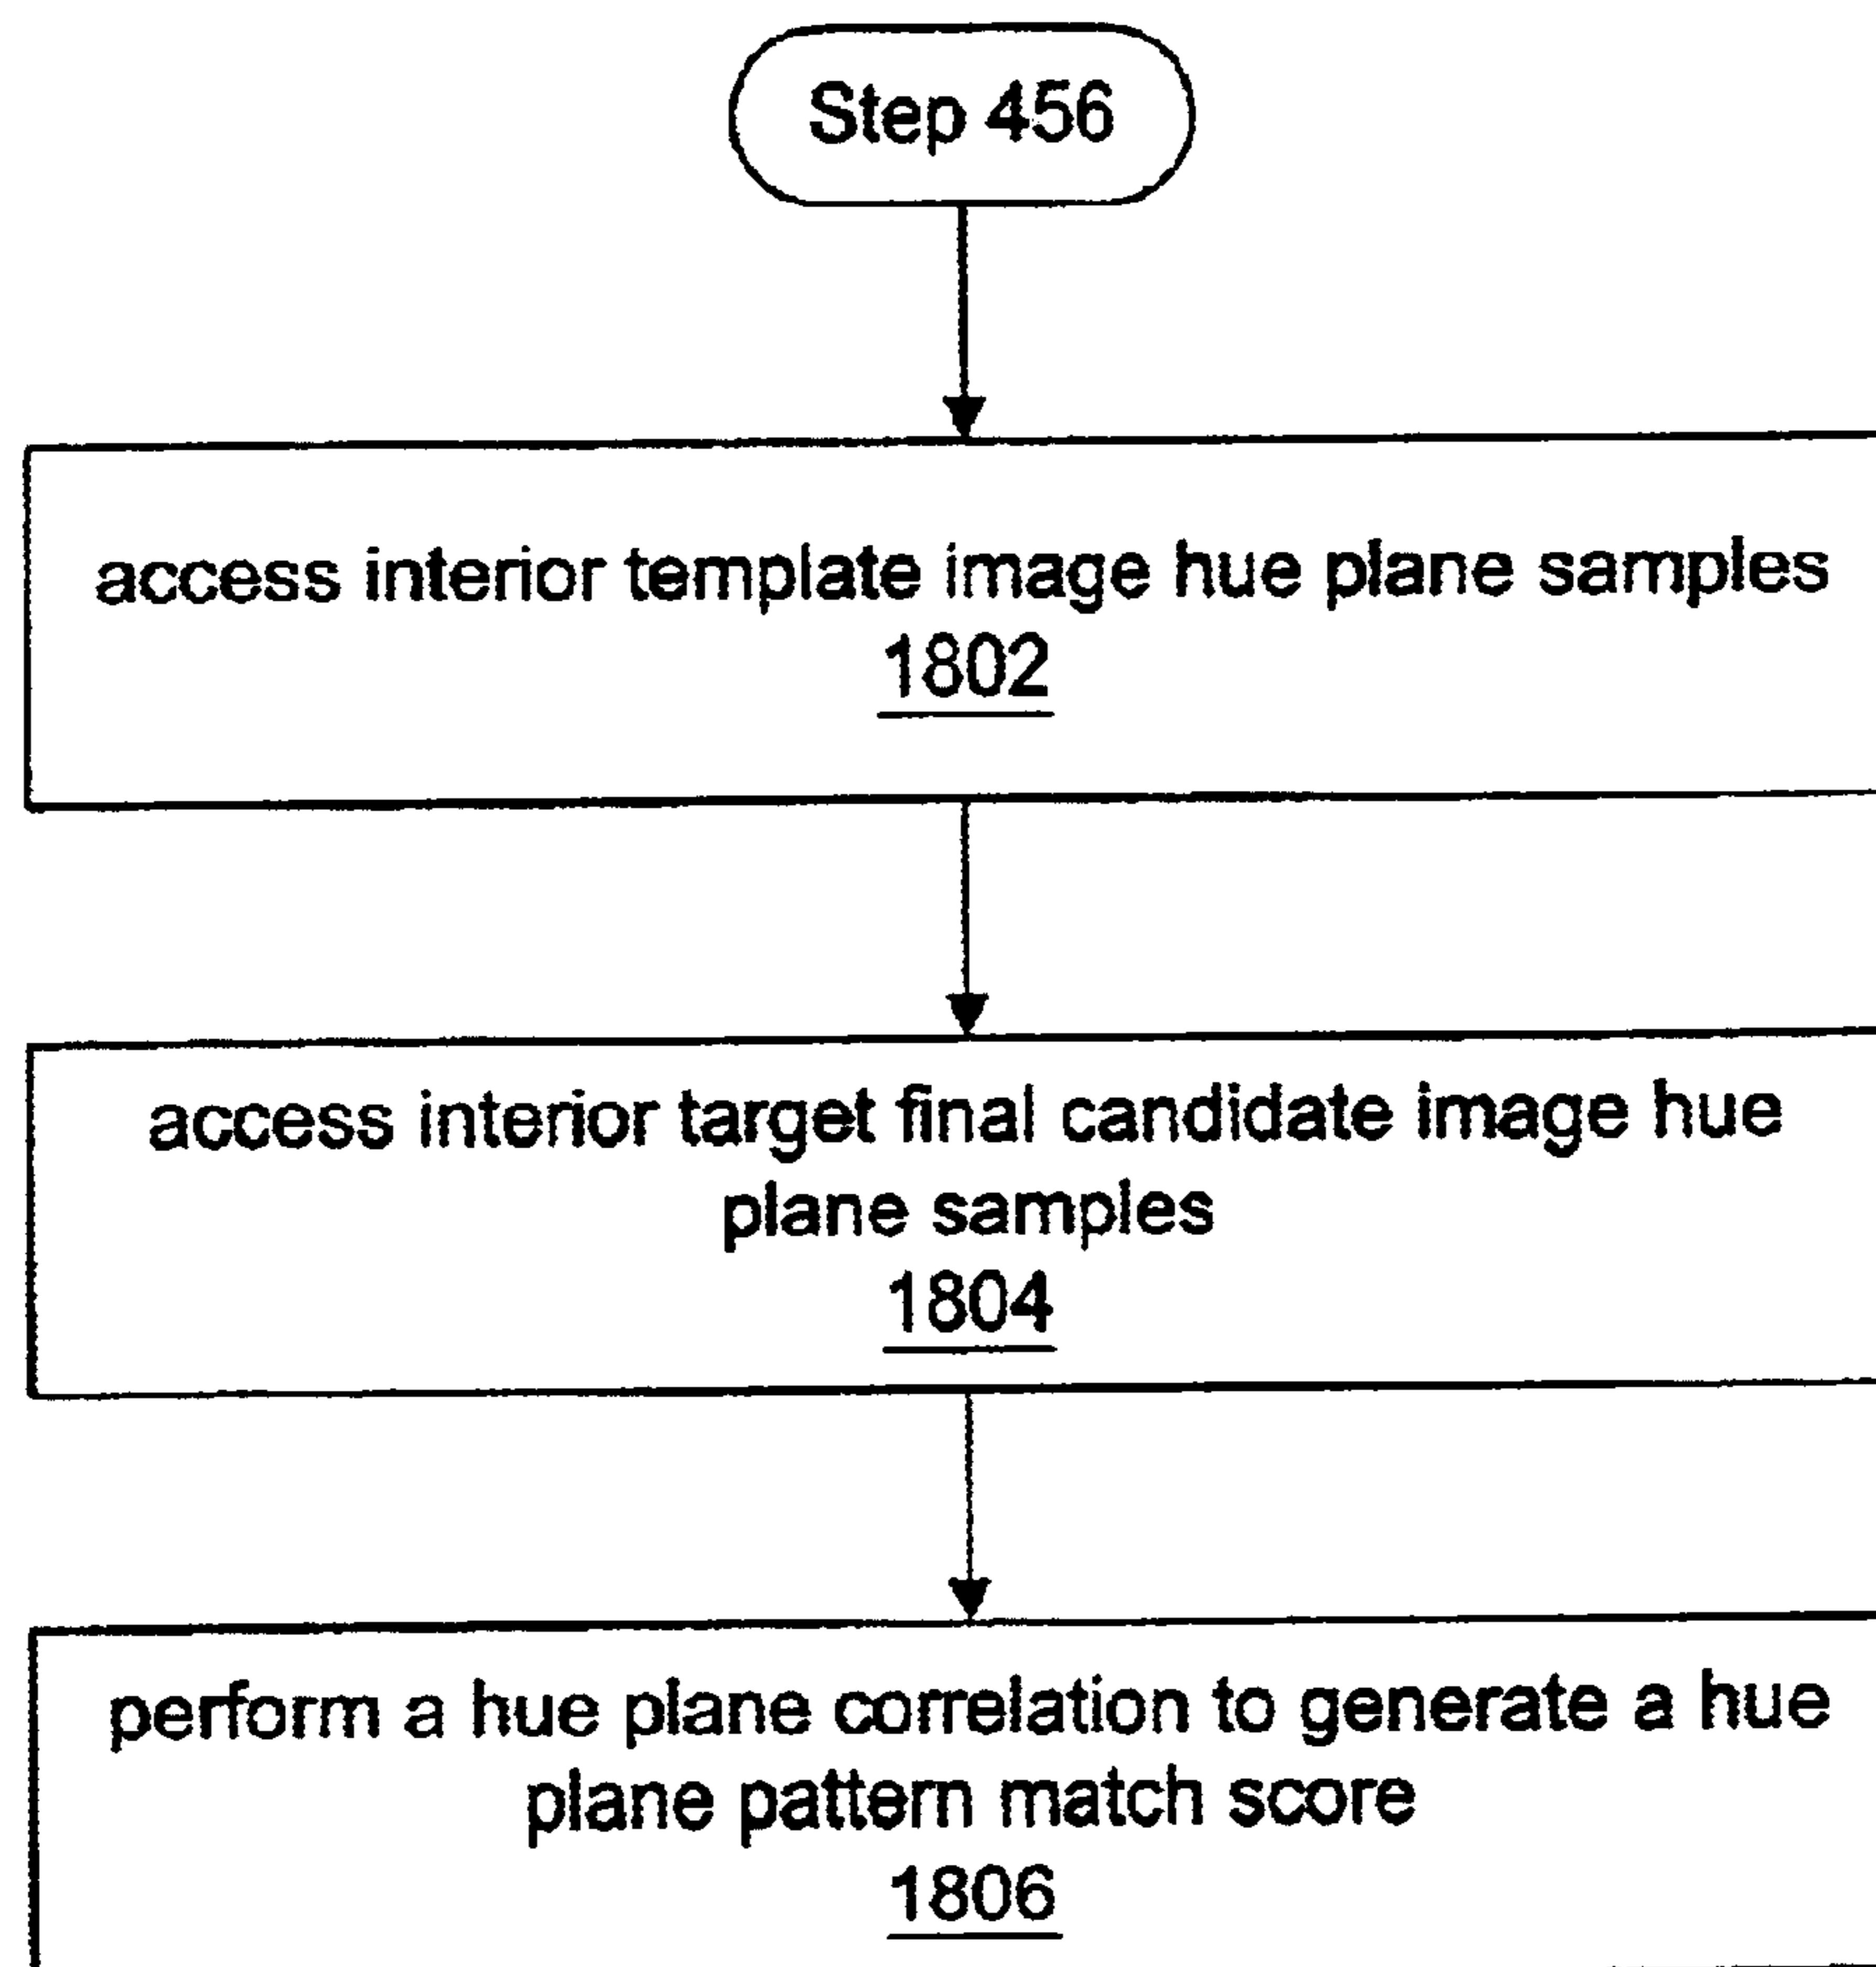 Step 456
access interior template image hue plane samples
1802
access interior target final candidate image hue
plane samples
1804
perform a hue plane correlation to generate a hue
plane pattern match score
1806